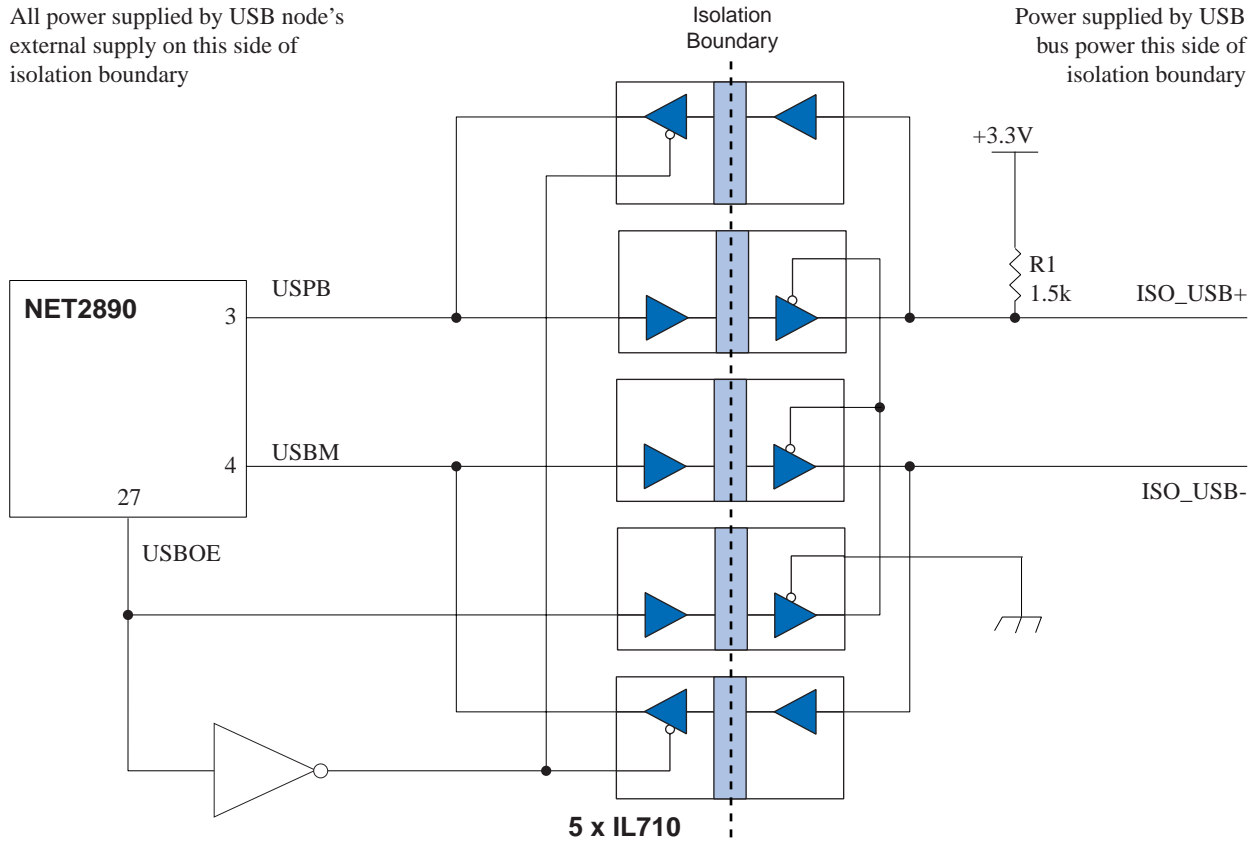 All power supplied by USB node's
external supply on this side of
isolation boundary
Isolation
Boundary
Power supplied by USB
bus power this side of
isolation boundary
+3.3V
R1
1.5k
NET2890
3
USPB
ISO_USB+
4
USBM
ISO_USB-
27
USBOE
5 x IL710